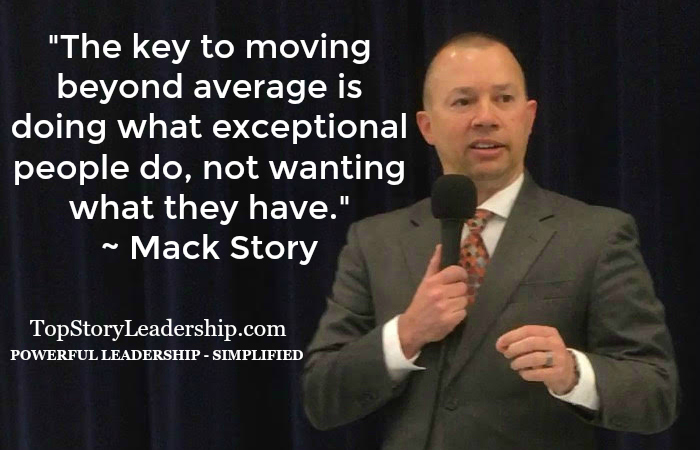 "The key to moving
beyond average is
doing what exceptional
people do, not wanting
what they have."
~ Mack Story
TopStoryLeadership.com
POWERFUL LEADERSHIP - SIMPLIFIED